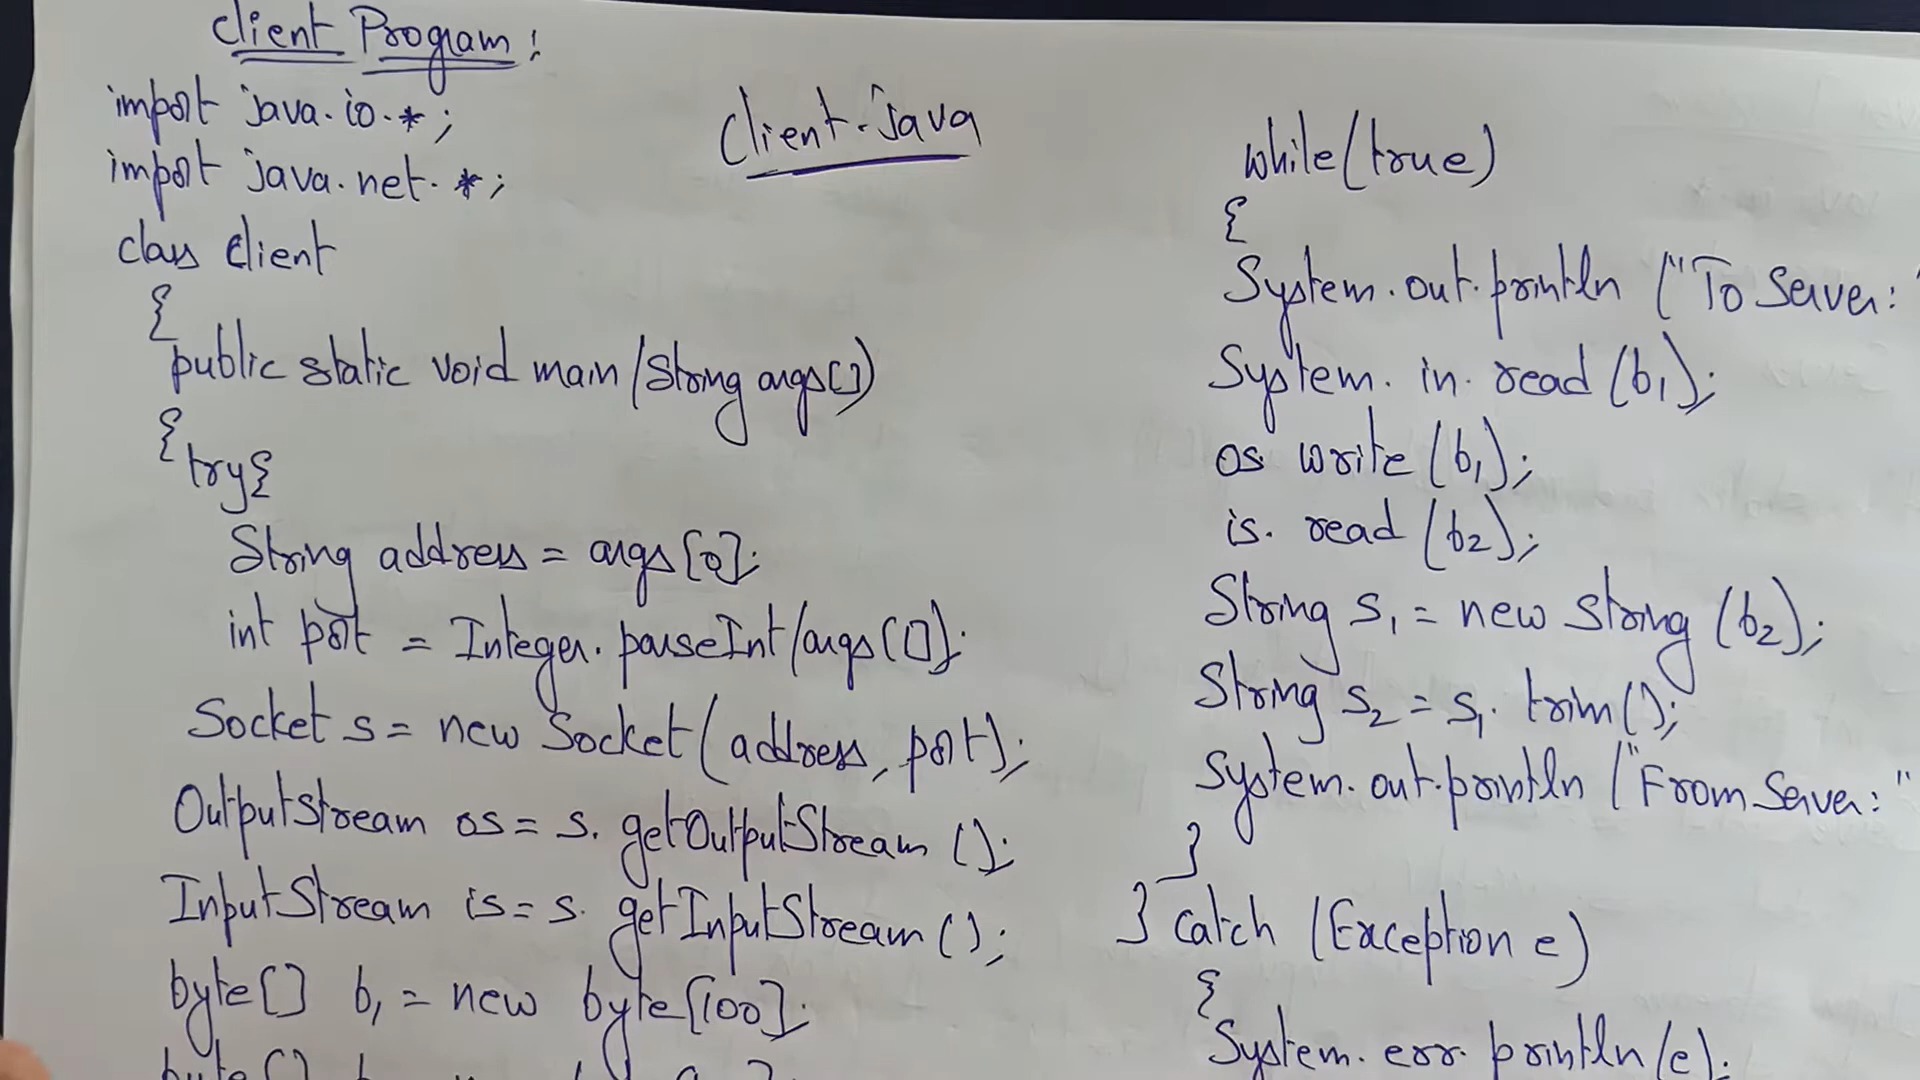 Client Program:
import java.io.*;
import java.net.*;
Client.java
class Client
{
public static void main(String args[])
{
try{
String address = args[0];
int port = Integer.parseInt(args[1]);
Socket s = new Socket(address, port);
OutputStream os = s.getOutputStream();
InputStream is = s.getInputStream();
byte[] b1 = new byte[100];
byte[]
while(true)
{
System.out.println("To Server:"
System.in.read(b1);
os write(b1);
is.read(b2);
String s1 = new String(b2);
String s2 = s1.trim();
System.out.println("From Server:"
}
} catch (Exception e)
{
System.err.println(e);